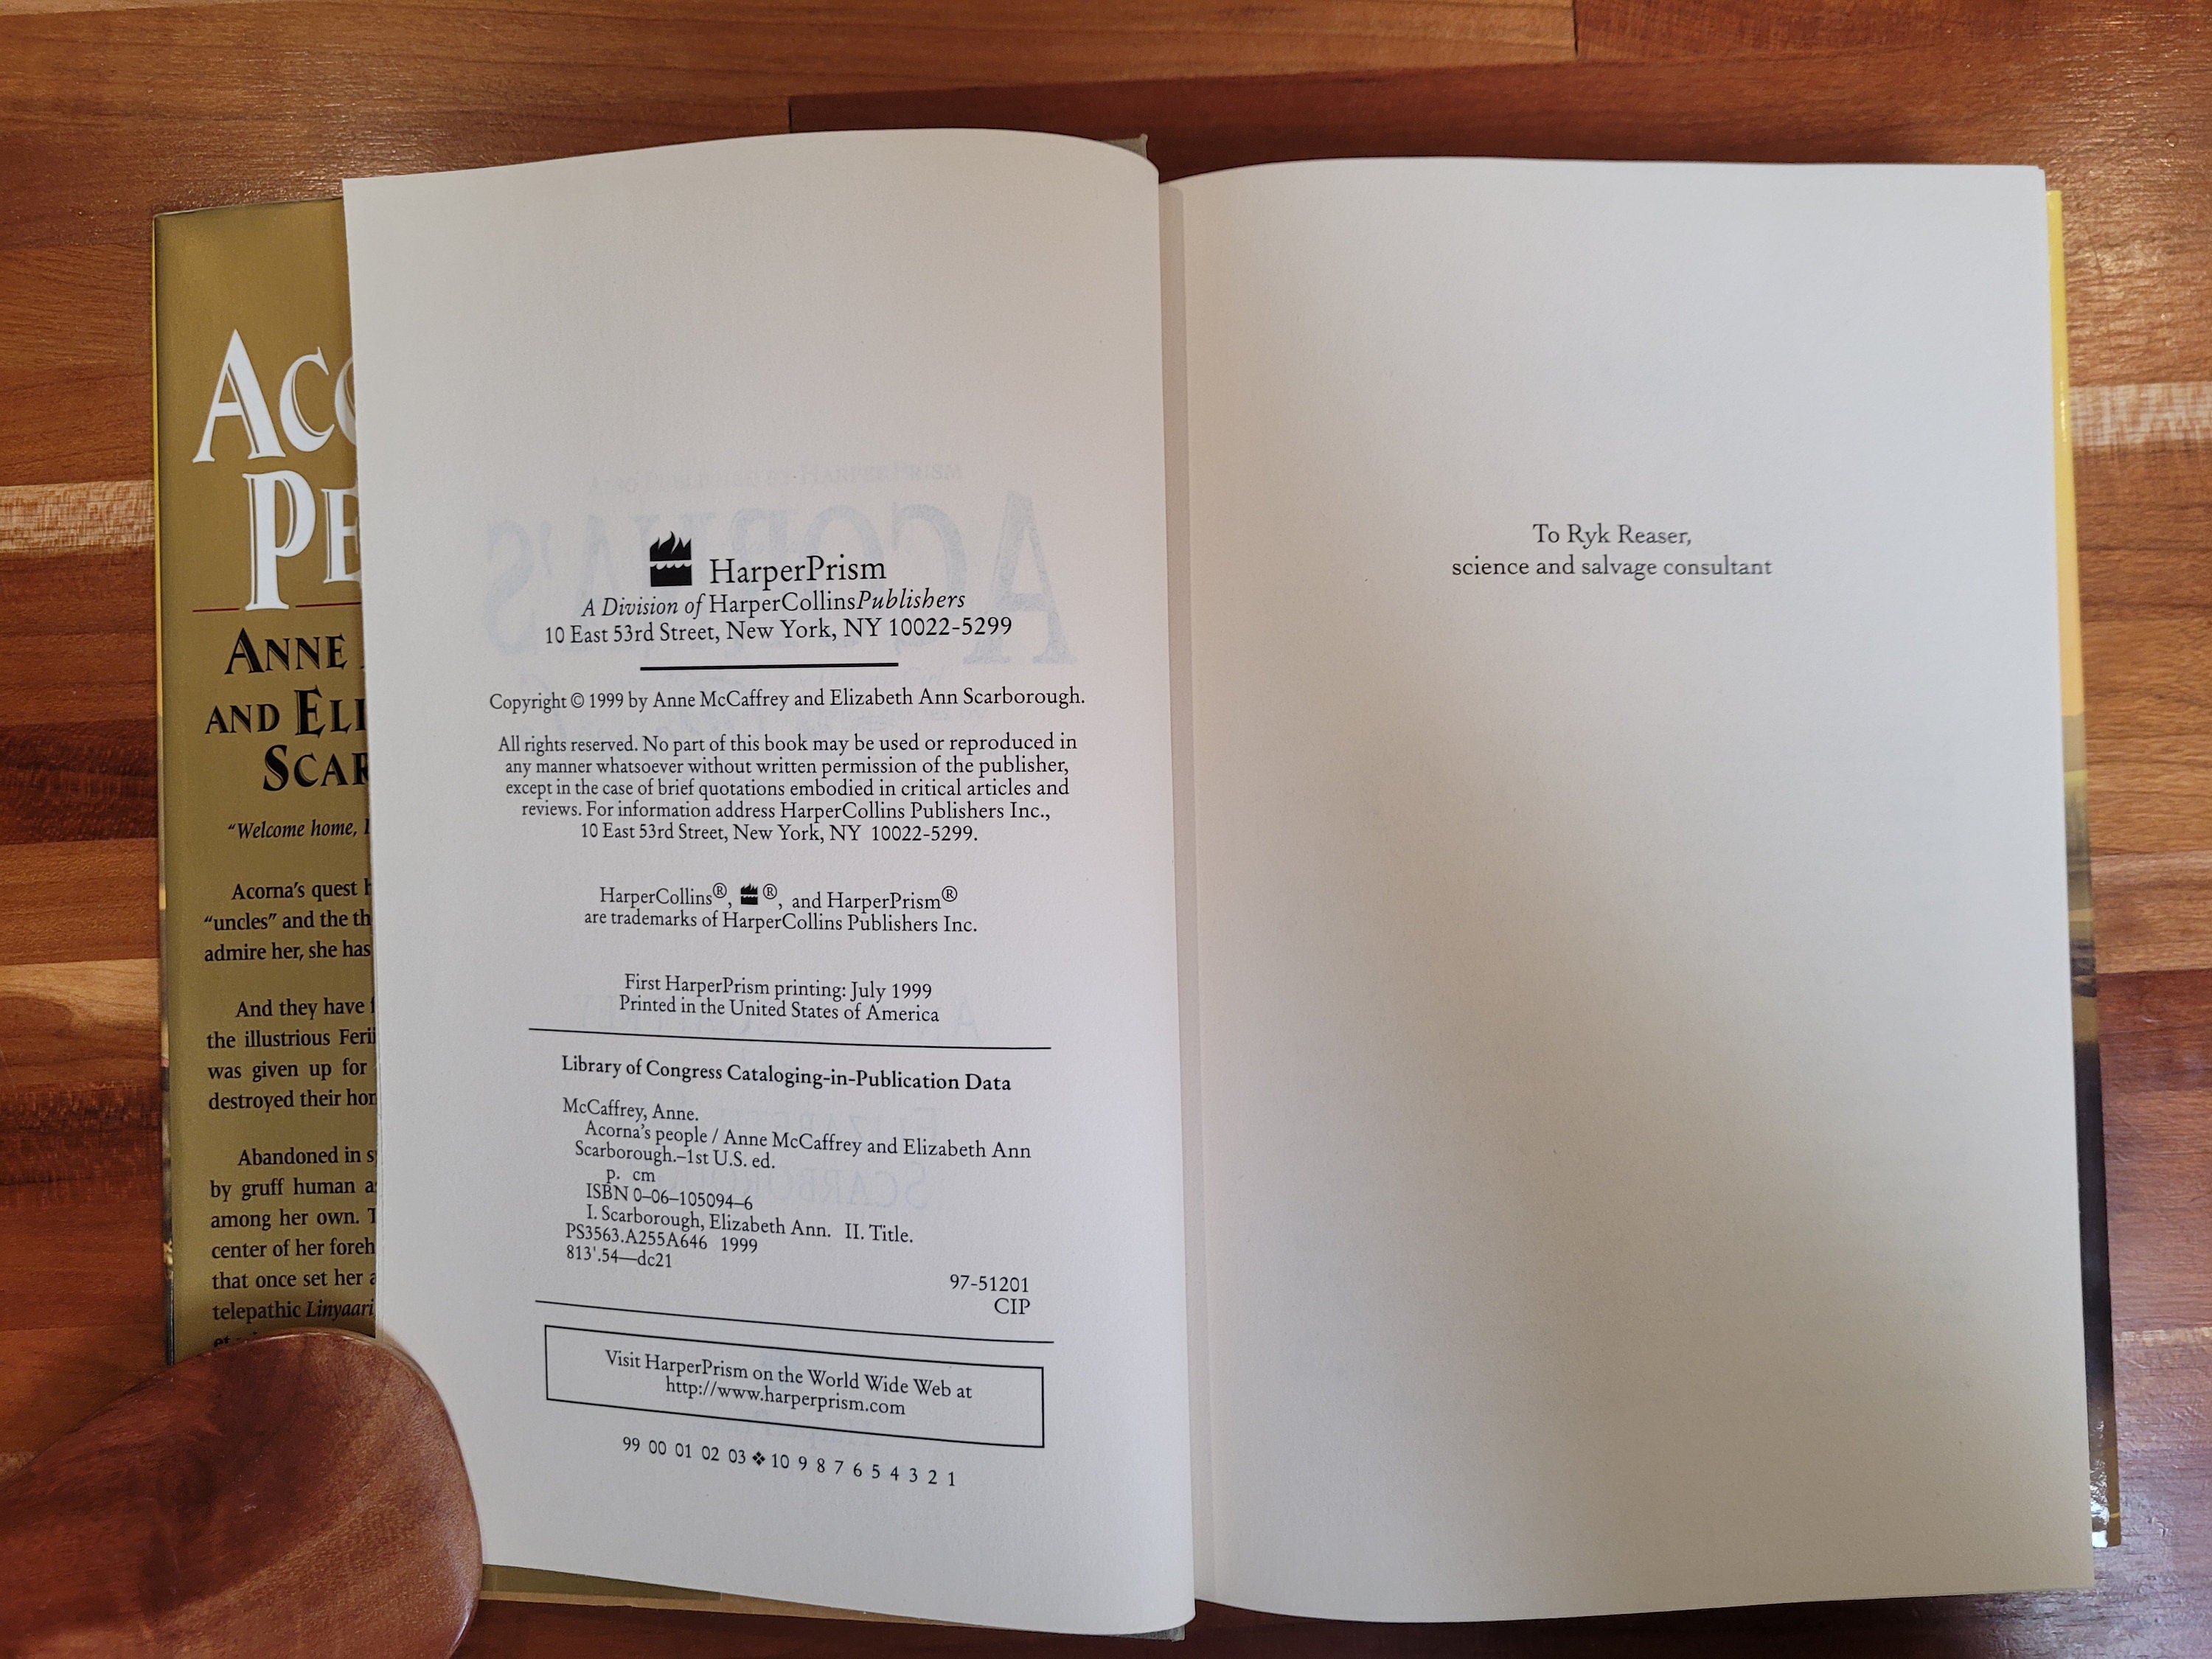 ACO
PE
ANNE
AND ELI
SCAR
"Welcome home,
Acorna's quest
"uncles" and the th
admire her, she has
And they have
the illustrious Ferii
was given up for
destroyed their hor
Abandoned in s
by gruff human a
among her own.
center of her foreh
that once set her a
telepathic Linyaari
HarperPrism
A Division of HarperCollinsPublishers
10 East 53rd Street, New York, NY 10022-5299
Copyright © 1999 by Anne McCaffrey and Elizabeth Ann Scarborough.
All rights reserved. No part of this book may be used or reproduced in
any manner whatsoever without written permission of the publisher,
except in the case of brief quotations embodied in critical articles and
reviews. For information address HarperCollins Publishers Inc.,
10 East 53rd Street, New York, NY 10022-5299.
HarperCollins®, ®, and HarperPrism®
are trademarks of HarperCollins Publishers Inc.
First HarperPrism printing: July 1999
Printed in the United States of America
Library of Congress Cataloging-in-Publication Data
McCaffrey, Anne.
Acorna's people / Anne McCaffrey and Elizabeth Ann
Scarborough.–1st U.S. ed.
p. cm
ISBN 0–06–105094–6
I. Scarborough, Elizabeth Ann. II. Title.
PS3563.A255A646 1999
813'.54—dc21
97-51201
CIP
Visit HarperPrism on the World Wide Web at
http://www.harperprism.com
99 00 01 02 03 ❖ 10 9 8 7 6 5 4 3 2 1
To Ryk Reaser,
science and salvage consultant